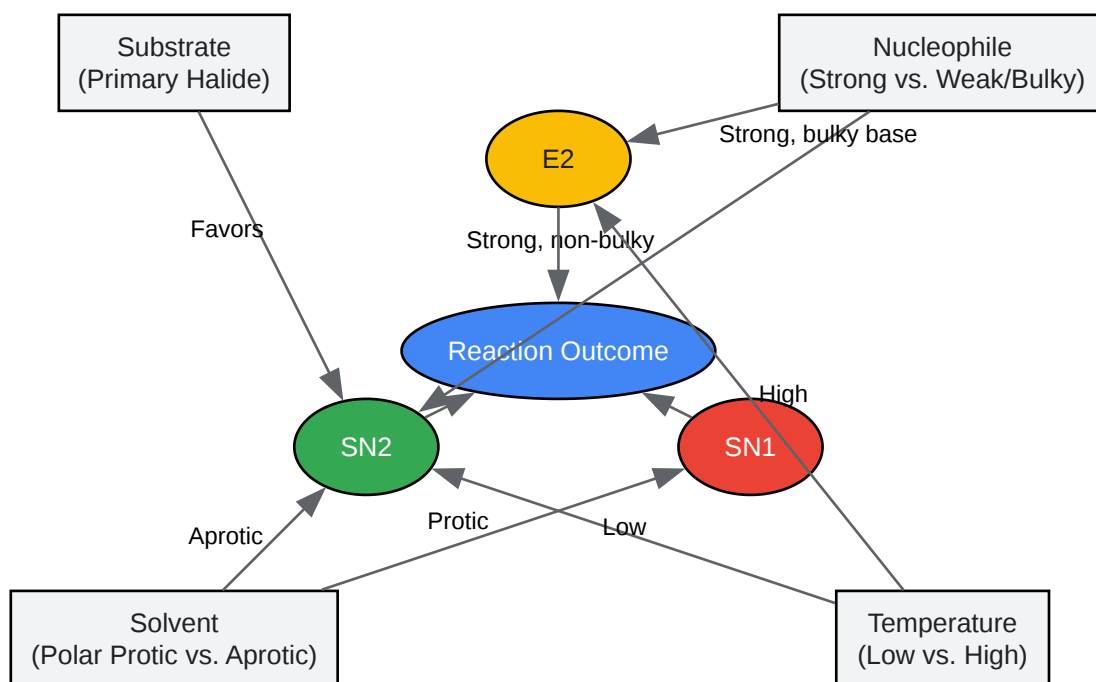 Substrate
(Primary Halide)
Nucleophile
(Strong vs. Weak/Bulky)
Strong, bulky base
E2
Favors
Strong, non-bulky
Reaction Outcome
High
SN2
SN1
Protic
Low
Aprotic
Solvent
(Polar Protic vs. Aprotic)
Temperature
(Low vs. High)